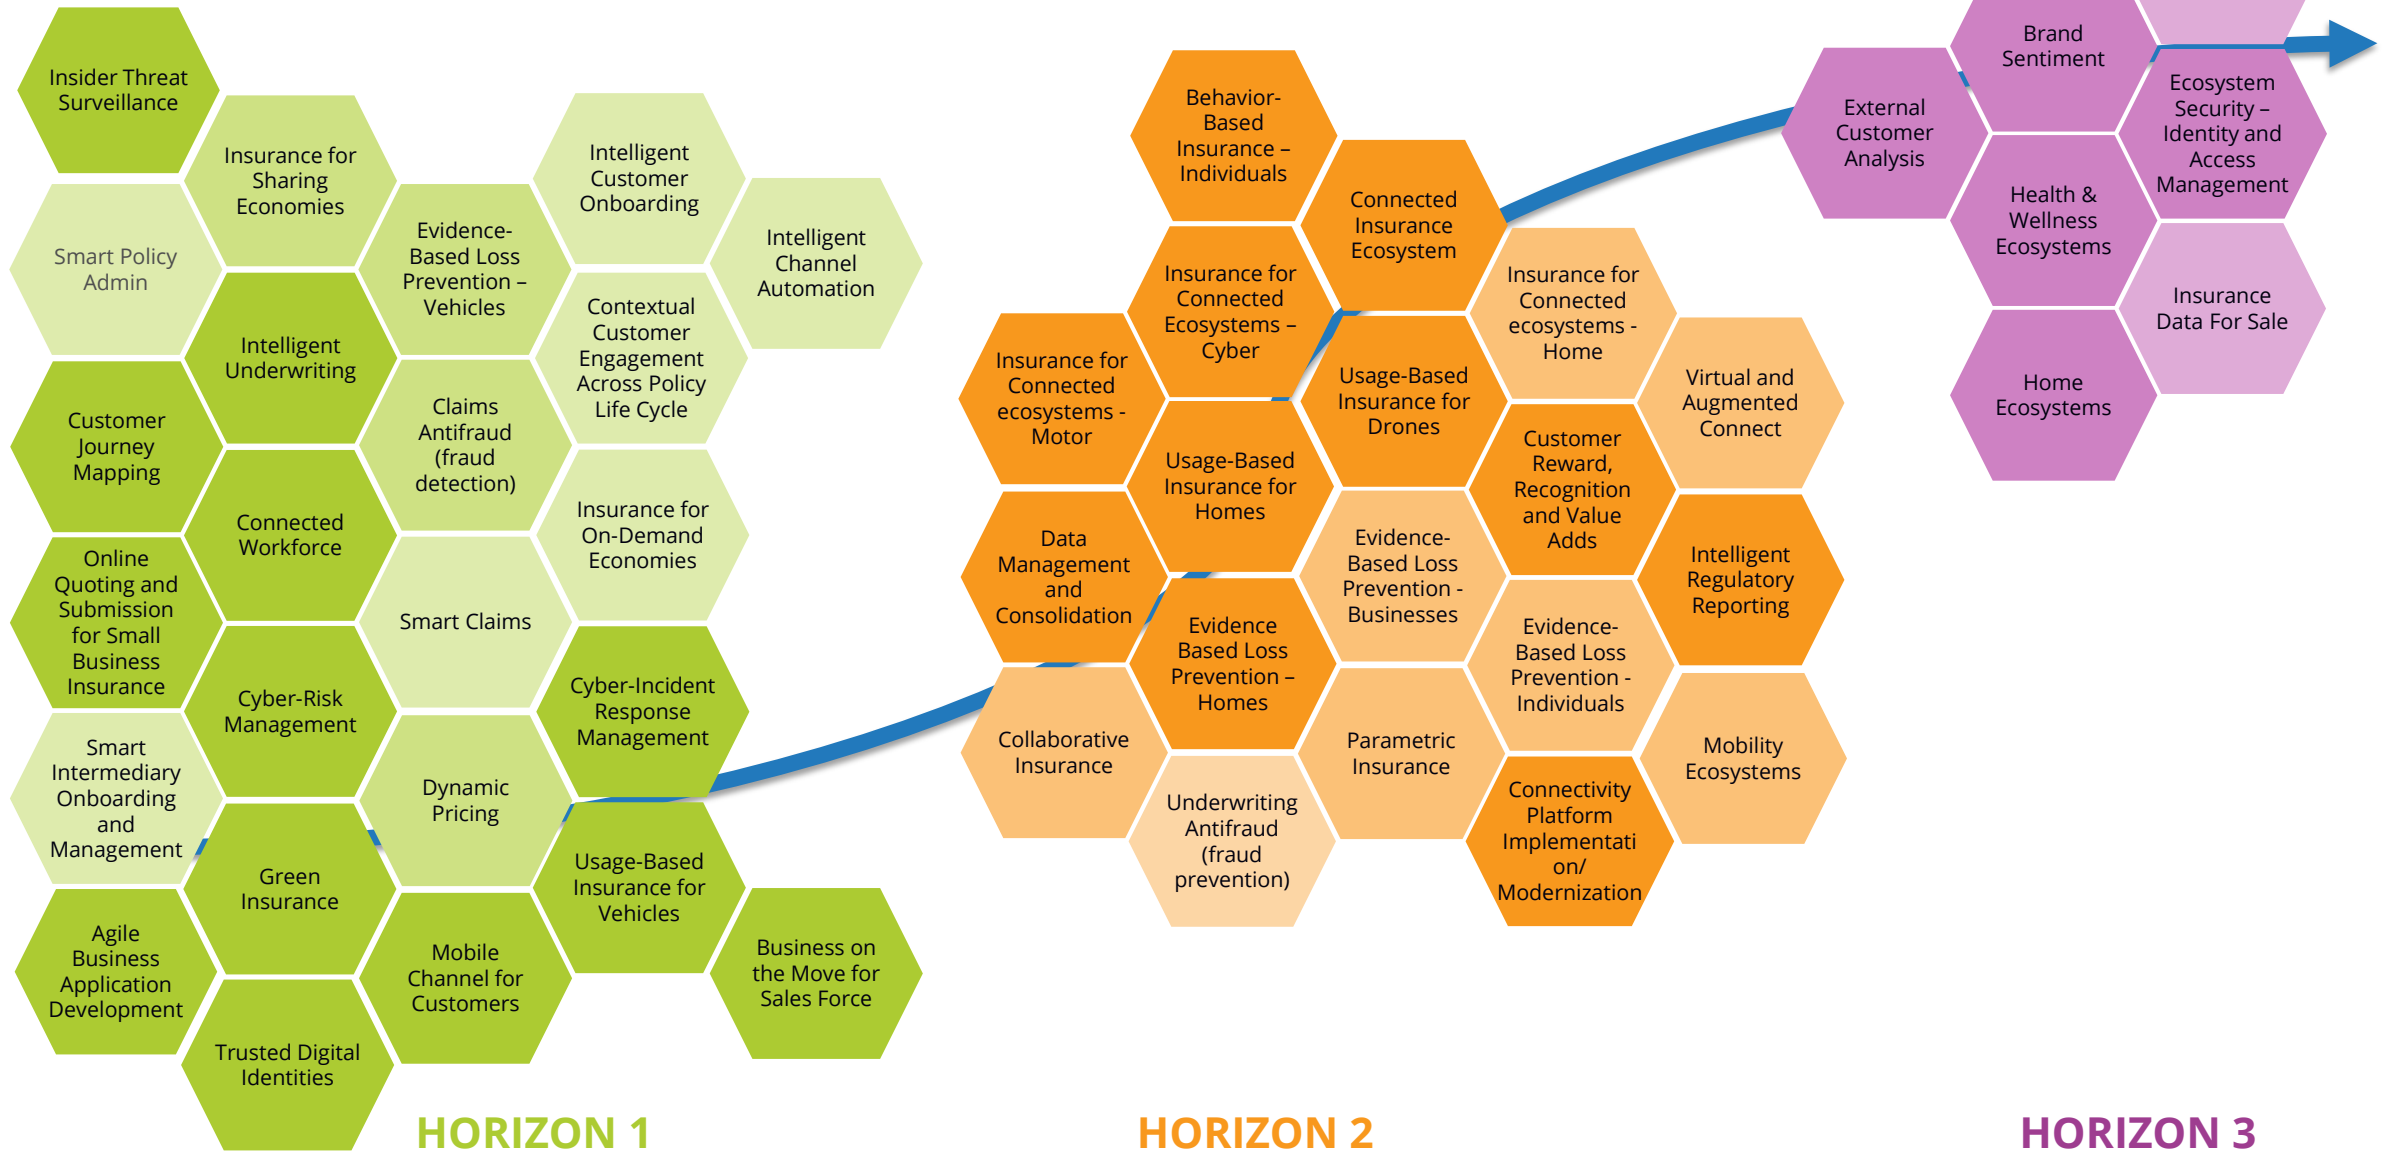 Insider Threat
Surveillance
Insurance for
Sharing
Economies
Smart Policy
Admin
Evidence-
Based Loss
Prevention –
Vehicles
Intelligent
Customer
Onboarding
Intelligent
Channel
Automation
Intelligent
Underwriting
Contextual
Customer
Engagement
Across Policy
Life Cycle
Customer
Journey
Mapping
Claims
Antifraud
(fraud
detection)
Connected
Workforce
Insurance for
On-Demand
Economies
Online
Quoting and
Submission
for Small
Business
Insurance
Smart Claims
Cyber-Risk
Management
Cyber-Incident
Response
Management
Smart
Intermediary
Onboarding
and
Management
Dynamic
Pricing
Green
Insurance
Usage-Based
Insurance for
Vehicles
Agile
Business
Application
Development
Mobile
Channel for
Customers
Business on
the Move for
Sales Force
Trusted Digital
Identities
HORIZON 1
Behavior-
Based
Insurance –
Individuals
Connected
Insurance
Ecosystem
Insurance for
Connected
Ecosystems –
Cyber
Insurance for
Connected
ecosystems -
Home
Insurance for
Connected
ecosystems -
Motor
Usage-Based
Insurance for
Drones
Virtual and
Augmented
Connect
Usage-Based
Insurance for
Homes
Customer
Reward,
Recognition
and Value
Adds
Data
Management
and
Consolidation
Evidence-
Based Loss
Prevention -
Businesses
Intelligent
Regulatory
Reporting
Evidence
Based Loss
Prevention –
Homes
Evidence-
Based Loss
Prevention -
Individuals
Collaborative
Insurance
Parametric
Insurance
Mobility
Ecosystems
Underwriting
Antifraud
(fraud
prevention)
Connectivity
Platform
Implementati
on/
Modernization
HORIZON 2
Brand
Sentiment
External
Customer
Analysis
Ecosystem
Security –
Identity and
Access
Management
Health &
Wellness
Ecosystems
Insurance
Data For Sale
Home
Ecosystems
HORIZON 3